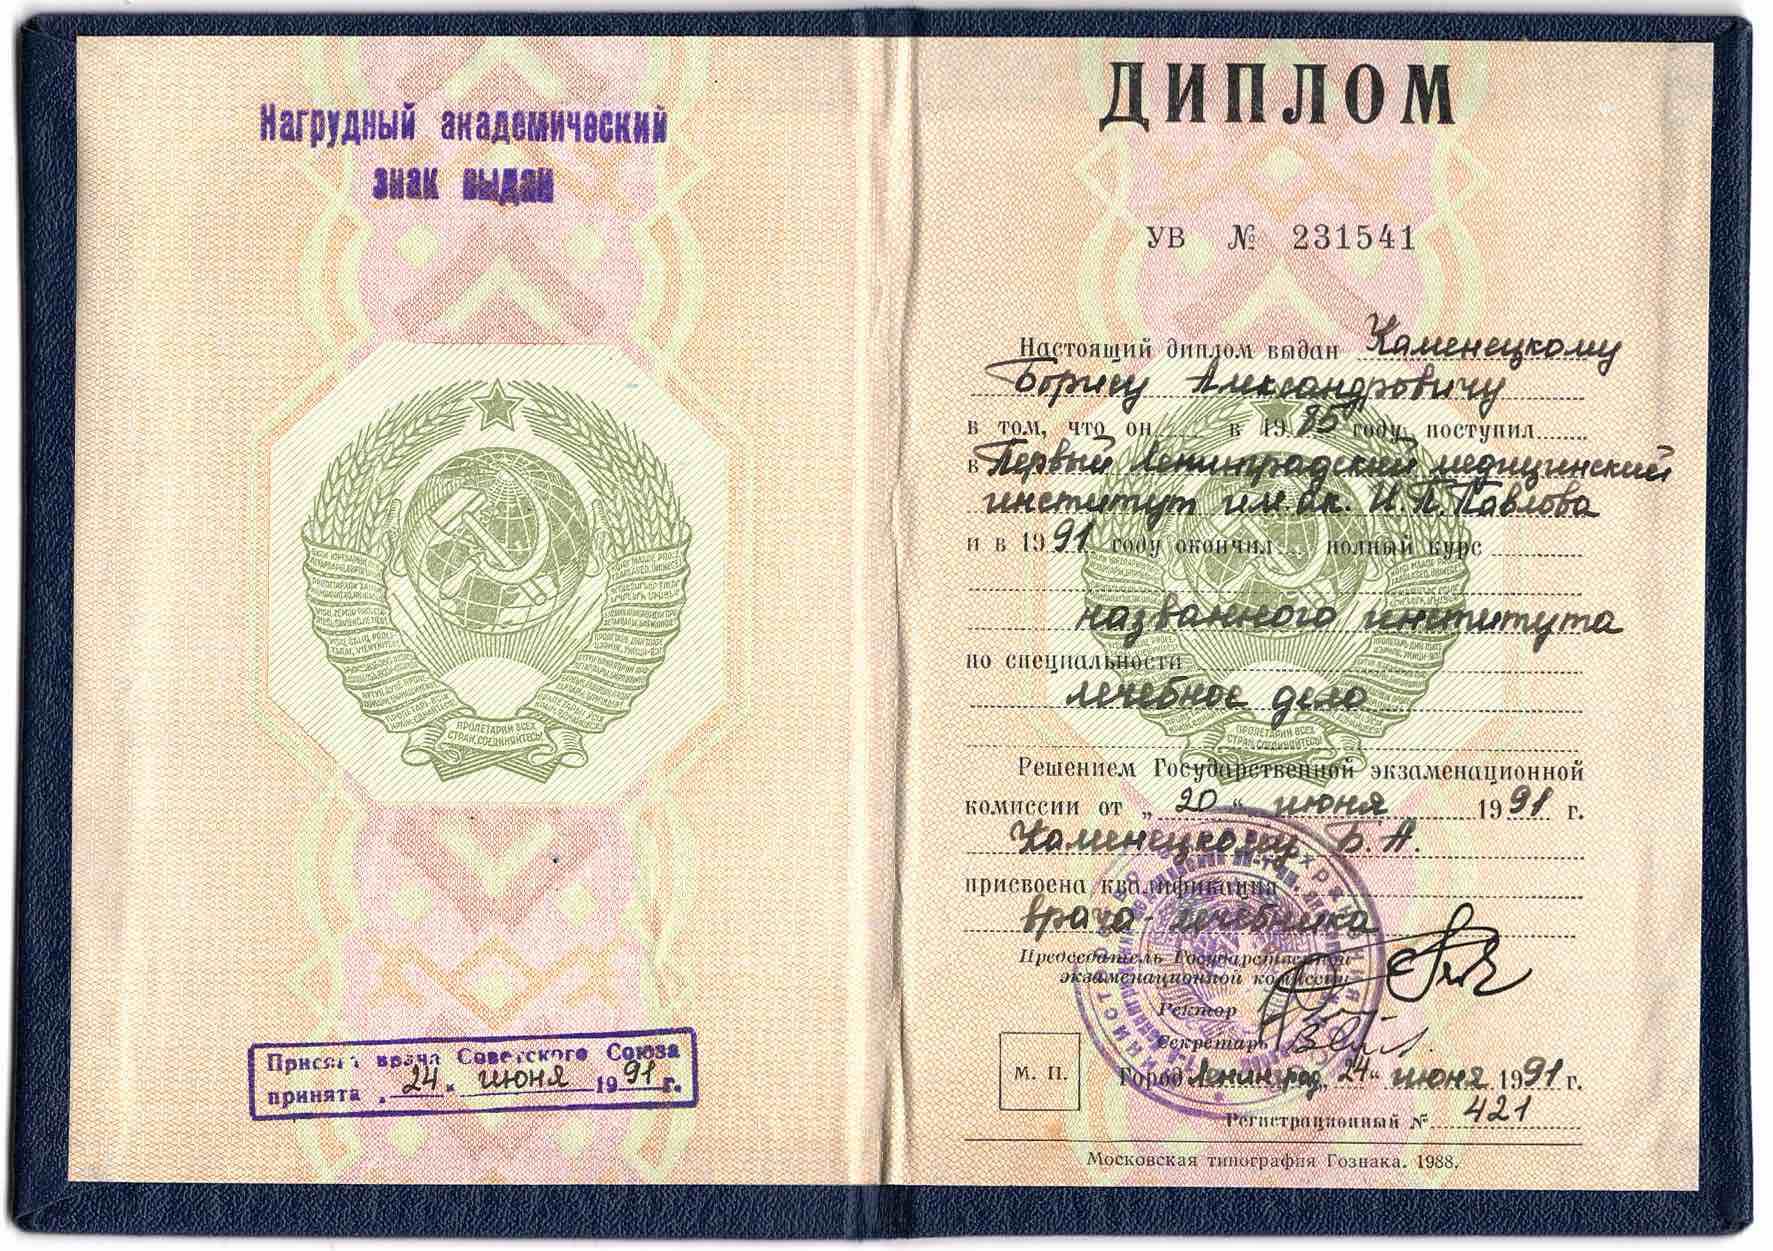 Нагрудный академический
знак выдан
ПРОЛЕТАРИИ ВСЕХ
СТРАН, СОЕДИНЯЙТЕСЬ!
Присяга врача Советского Союза
принята „24“ июня 1991 г.
ДИПЛОМ
УВ № 231541
Настоящий диплом выдан Каменецкому
Борису Александровичу
в том, что он в 1985 году поступил
в Первый Ленинградский медицинский
институт им. ак. И. П. Павлова
и в 1991 году окончил полный курс
названного института
по специальности
лечебное дело
ПРОЛЕТАРИИ ВСЕХ
СТРАН, СОЕДИНЯЙТЕСЬ!
Решением Государственной экзаменационной
комиссии от „20“ июня 1991 г.
Каменецкому Б. А.
присвоена квалификация
врача-лечебника
Председатель Государственной
экзаменационной комиссии
Ректор
Секретарь
М. П.
Город Ленинград, 24“ июня 1991 г.
Регистрационный № 421
Московская типография Гознака. 1988.